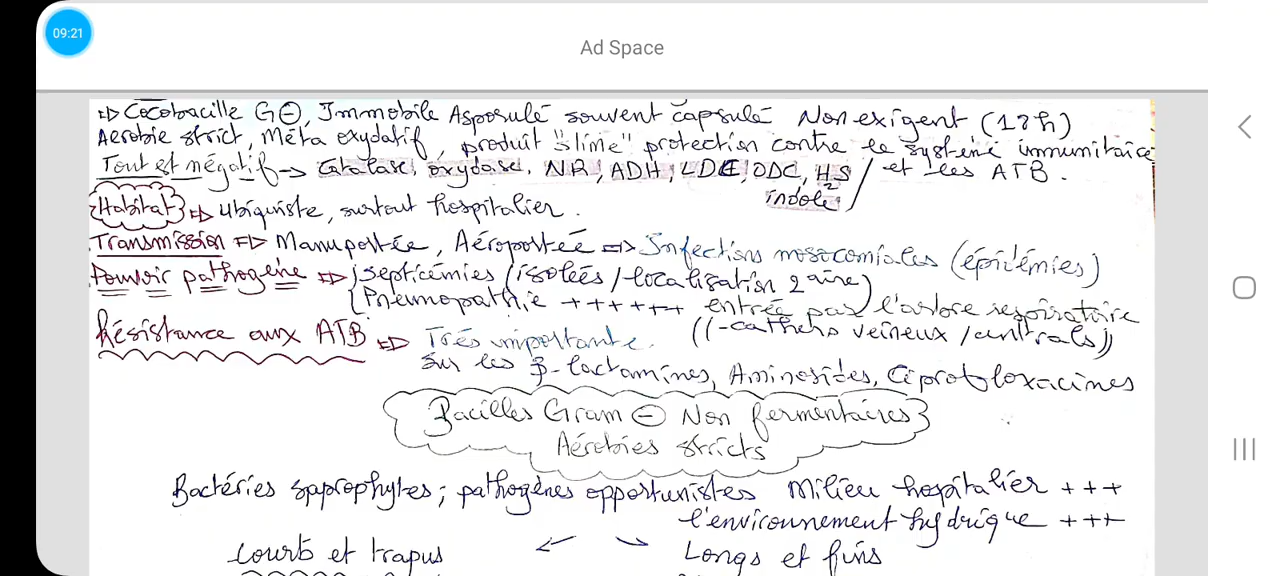 09:21
Ad Space
⇨ Cocobacille G⊖, Immobile Asporulé souvent capsulé Non exigent (18h)
Aerobie strict, Méta oxydatif, produit "slime" protection contre le système immunitaire
Tout est négatif → Catalase, oxydase, NR, ADH, LDC, ODC, H2S / et les ATB.
indole /
Habitat ⇨ Ubiquiste, surtout hospitalier.
Transmission ⇨ Manuportée, Aéroportée ⇨ Infections nosocomiales (épidémies)
Pouvoir pathogène ⇨ septicémies (isolées / localisation 2aire)
Pneumopathie +++++++ entrée par l'arbre respiratoire
Résistance aux ATB ⇨ Trés importante. ((-cathers veineux / centrals))
sur les β-lactamines, Aminosides, Ciprofloxacines
Bacilles Gram ⊖ Non fermentaires
Aérobies stricts
Bactéries saprophytes; pathogènes opportunistes Milieu hospitalier +++
l'environnement hydrique +++
courts et trapus Longs et fins